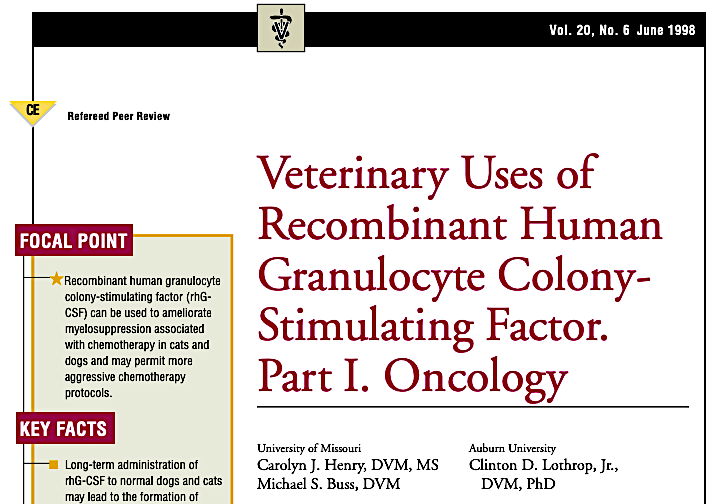 Vol. 20, No. 6 June 1998
CE
Refereed Peer Review
Veterinary Uses of
Recombinant Human
Granulocyte Colony-
Stimulating Factor.
Part I. Oncology
University of Missouri
Carolyn J. Henry, DVM, MS
Michael S. Buss, DVM
Auburn University
Clinton D. Lothrop, Jr.,
DVM, PhD
FOCAL POINT
★Recombinant human granulocyte
colony-stimulating factor (rhG-
CSF) can be used to ameliorate
myelosuppression associated
with chemotherapy in cats and
dogs and may permit more
aggressive chemotherapy
protocols.
KEY FACTS
■ Long-term administration of
rhG-CSF to normal dogs and cats
may lead to the formation of